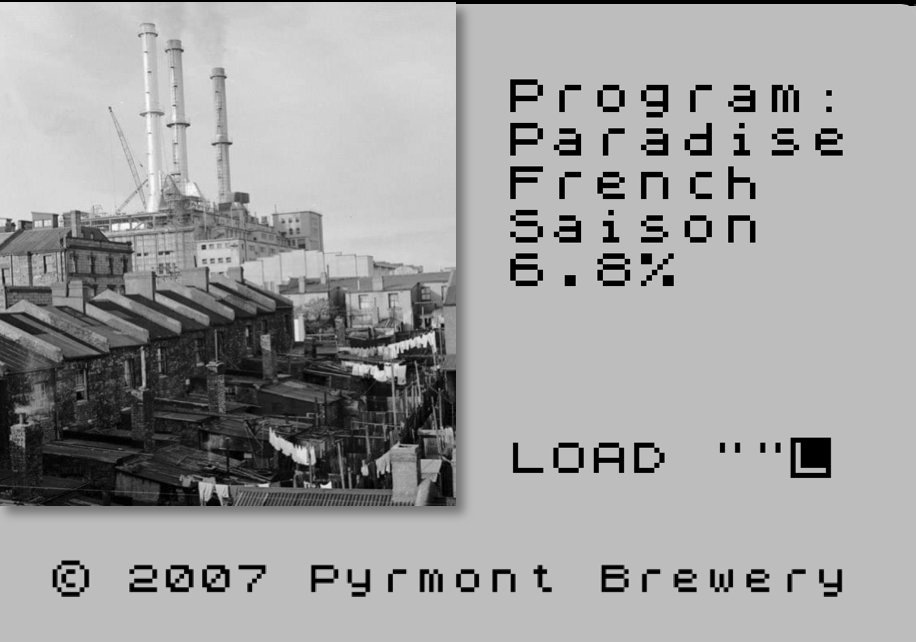 Program:
Paradise
French
Saison
6.8%
LOAD ""L
© 2007 Pyrmont Brewery